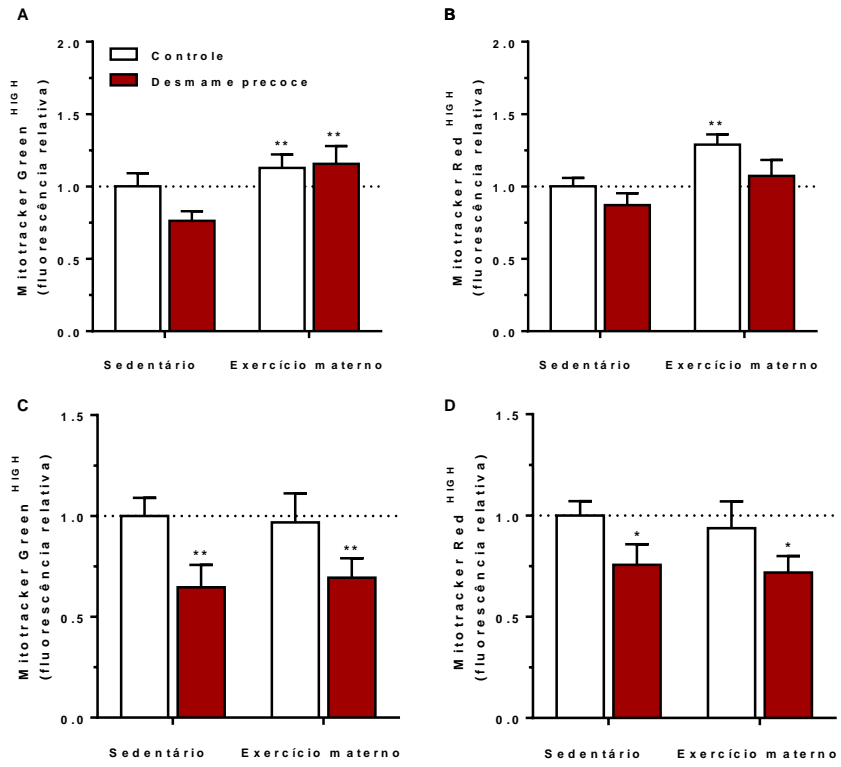 A
Mitotracker Green HIGH
(fluorescência relativa)
2.0
1.5
1.0
0.5
0.0
Controle
Desmame precoce
**
**
Sedentário
Exercício materno
B
Mitotracker Red HIGH
(fluorescência relativa)
2.0
1.5
1.0
0.5
0.0
**
Sedentário
Exercício materno
C
Mitotracker Green HIGH
(fluorescência relativa)
1.5
1.0
0.5
0.0
**
**
Sedentário
Exercício materno
D
Mitotracker Red HIGH
(fluorescência relativa)
1.5
1.0
0.5
0.0
*
*
Sedentário
Exercício materno